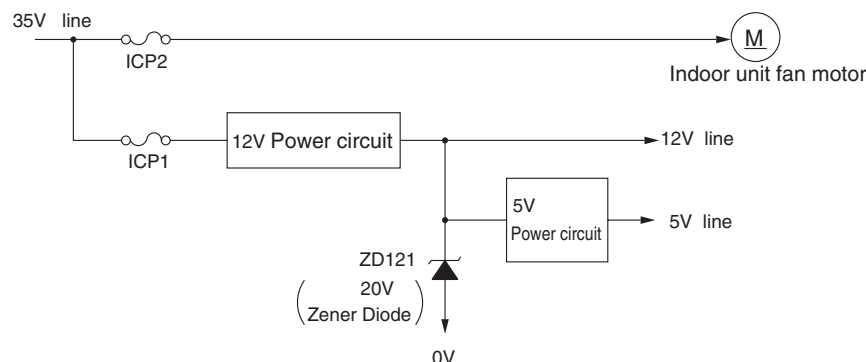 35V line
ICP2
M
Indoor unit fan motor
ICP1
12V Power circuit
12V line
5V
Power circuit
5V line
ZD121
20V
Zener Diode
0V